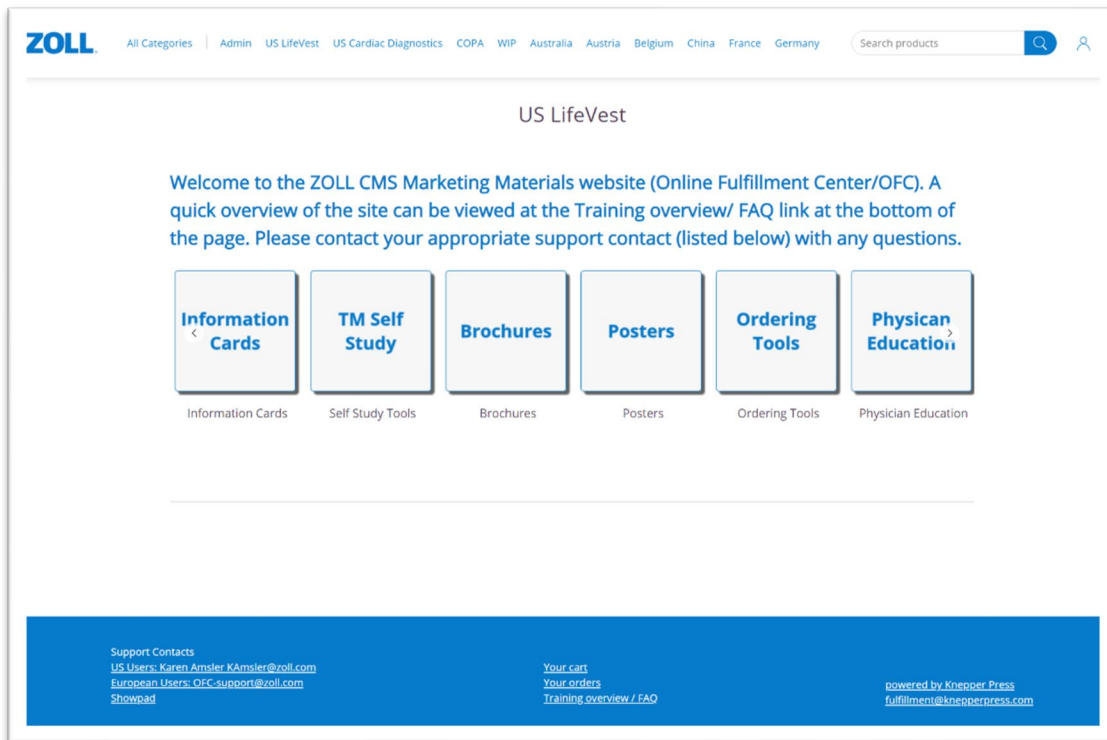 ZOLL
All Categories Admin US LifeVest US Cardiac Diagnostics COPA WIP Australia Austria Belgium China France Germany Search products
US LifeVest
Welcome to the ZOLL CMS Marketing Materials website (Online Fulfillment Center/OFC). A
quick overview of the site can be viewed at the Training overview/ FAQ link at the bottom of
the page. Please contact your appropriate support contact (listed below) with any questions.
Information
Cards
TM Self
Study
Brochures
Posters
Ordering
Tools
Physican
Education
Information Cards
Self Study Tools
Brochures
Posters
Ordering Tools
Physician Education
Support Contacts
US Users: Karen Amsler KAmsler@zoll.com
European Users: OFC-support@zoll.com
Showpad
Your cart
Your orders
Training overview / FAQ
powered by Knepper Press
fulfillment@knepperpress.com